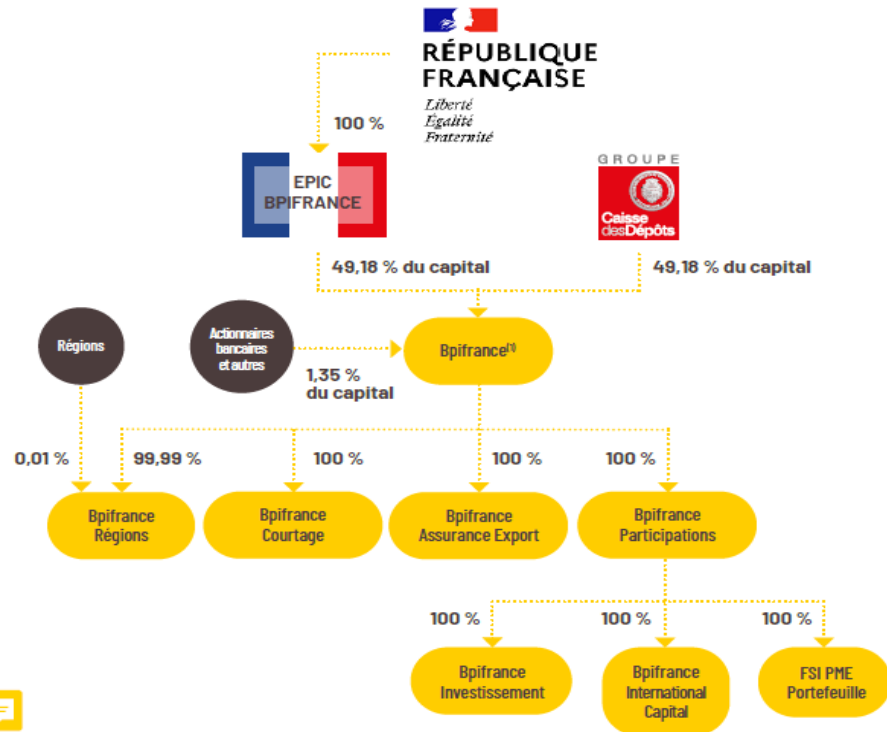 RÉPUBLIQUE
FRANÇAISE
Liberté
Égalité
Fraternité
100 %
EPIC
BPIFRANCE
GROUPE
Caisse
desDépôts
49,18 % du capital
49,18 % du capital
Régions
Actionnaires
bancaires
et autres
Bpifrance(1)
1,35 %
du capital
0,01 %
99,99 %
100 %
100 %
100 %
Bpifrance
Régions
Bpifrance
Courtage
Bpifrance
Assurance Export
Bpifrance
Participations
100 %
100 %
100 %
Bpifrance
Investissement
Bpifrance
International
Capital
FSI PME
Portefeuille